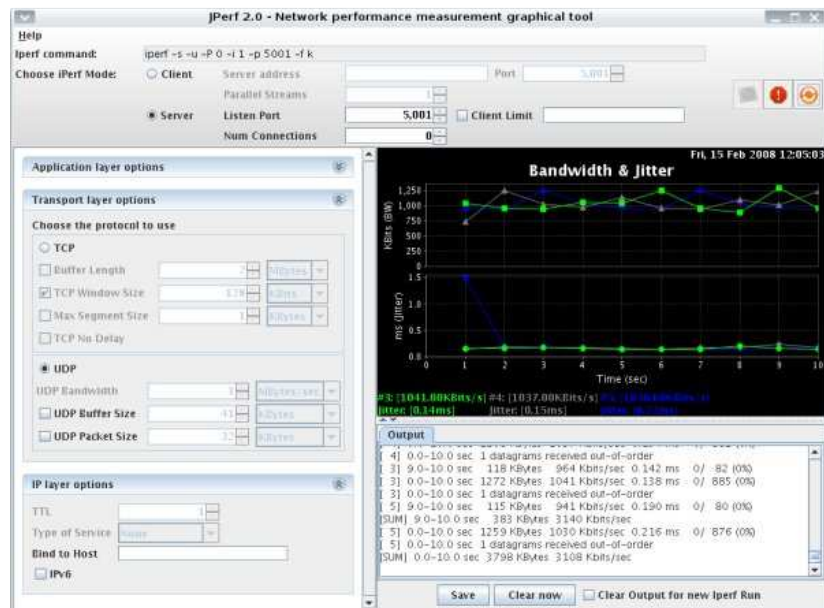 JPerf 2.0 - Network performance measurement graphical tool
Help
Iperf command: iperf -s -u -P 0 -i 1 -p 5001 -f k
Choose iPerf Mode: Client Server address Port 5,001
Parallel Streams 1
Server Listen Port 5,001 Client Limit
Num Connections 0
Application layer options
Transport layer options
Choose the protocol to use
TCP
Buffer Length 2 MBytes
TCP Window Size KBytes
Max Segment Size 1 KBytes
TCP No Delay
UDP
UDP Bandwidth 1 MBytes/sec
UDP Buffer Size 41 KBytes
UDP Packet Size KBytes
IP layer options
TTL 1
Type of Service None
Bind to Host
IPv6
Fri, 15 Feb 2008 12:05:03
Bandwidth & Jitter
KBits (BW)
1,250
1,000
750
500
250
0
ms (Jitter)
1.5
1.0
0.5
0.0
0 1 2 3 4 5 6 7 8 9 10
Time (sec)
#3: [1041.00KBits/s] #4: [1037.00KBits/s]
Jitter: [0.14ms] Jitter: [0.15ms]
Output
[ 4] 0.0-10.0 sec 1 datagrams received out-of-order
[ 3] 9.0-10.0 sec 118 KBytes 964 Kbits/sec 0.142 ms 0/ 82 (0%)
[ 3] 0.0-10.0 sec 1272 KBytes 1041 Kbits/sec 0.138 ms 0/ 885 (0%)
[ 3] 0.0-10.0 sec 1 datagrams received out-of-order
[ 5] 9.0-10.0 sec 115 KBytes 941 Kbits/sec 0.190 ms 0/ 80 (0%)
[SUM] 9.0-10.0 sec 383 KBytes 3140 Kbits/sec
[ 5] 0.0-10.0 sec 1259 KBytes 1030 Kbits/sec 0.216 ms 0/ 876 (0%)
[ 5] 0.0-10.0 sec 1 datagrams received out-of-order
[SUM] 0.0-10.0 sec 3798 KBytes 3108 Kbits/sec
Save Clear now Clear Output for new Iperf Run